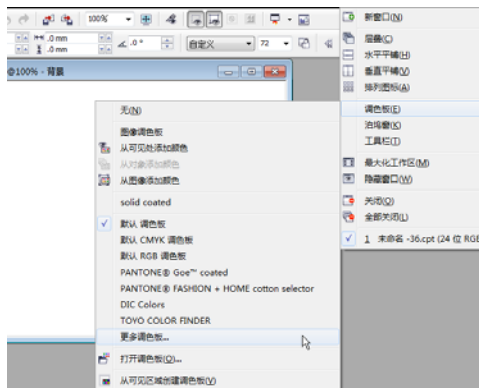 100%
.0 mm
.0 mm
.0 °
自定义
72
@100% - 背景
新窗口(N)
层叠(C)
水平平铺(H)
垂直平铺(V)
排列图标(A)
调色板(E)
泊坞窗(K)
工具栏(T)
最大化工作区(M)
隐藏窗口(W)
关闭(O)
全部关闭(L)
1 未命名 -36.cpt (24 位 RGB
无(N)
图像调色板
从可见处添加颜色
从对象添加颜色
从图像添加颜色
solid coated
默认 调色板
默认 CMYK 调色板
默认 RGB 调色板
PANTONE® Goe™ coated
PANTONE® FASHION + HOME cotton selector
DIC Colors
TOYO COLOR FINDER
更多调色板...
打开调色板(O)...
从可见区域创建调色板(V)